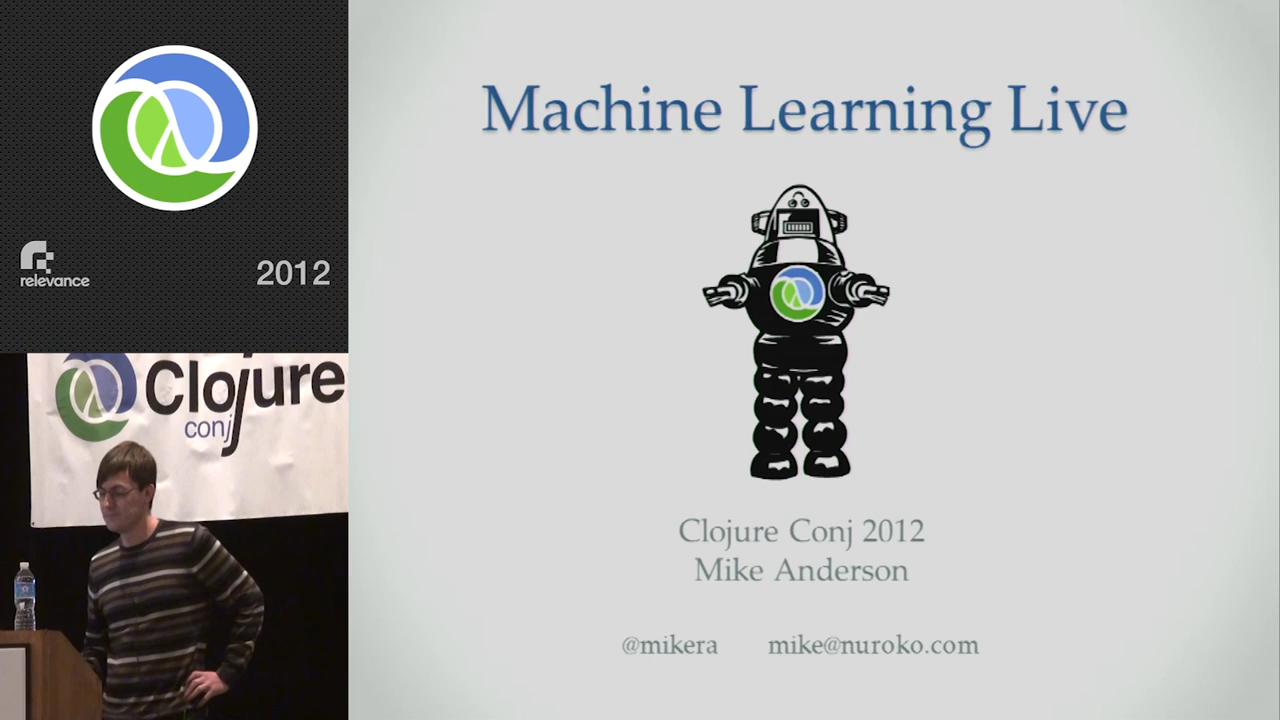 relevance
2012
Clojure
conj
Machine Learning Live
Clojure Conj 2012
Mike Anderson
@mikera mike@nuroko.com